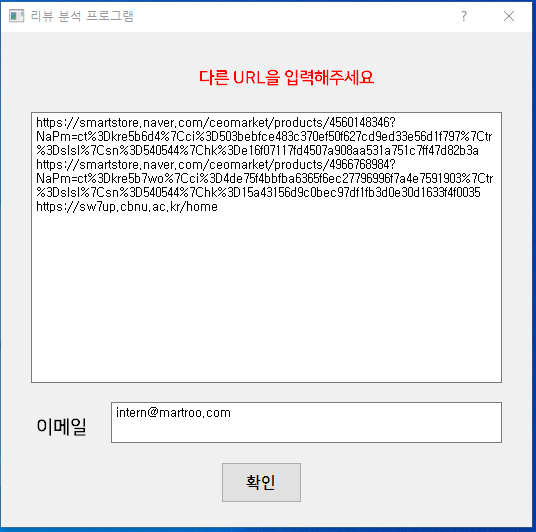 리뷰 분석 프로그램
다른 URL을 입력해주세요
https://smartstore.naver.com/ceomarket/products/4560148346?
NaPm=ct%3Dkre5b6d4%7Cci%3D503bebfce483c370ef50f627cd9ed33e56d1f797%7Ctr
%3Dslsl%7Csn%3D540544%7Chk%3De16f07117fd4507a908aa531a751c7ff47d82b3a
https://smartstore.naver.com/ceomarket/products/4966768984?
NaPm=ct%3Dkre5b7wo%7Cci%3D4de75f4bbfba6365f6ec27796996f7a4e7591903%7Ctr
%3Dslsl%7Csn%3D540544%7Chk%3D15a43156d9c0bec97df1fb3d0e30d1633f4f0035
https://sw7up.cbnu.ac.kr/home
이메일
intern@martroo.com
확인